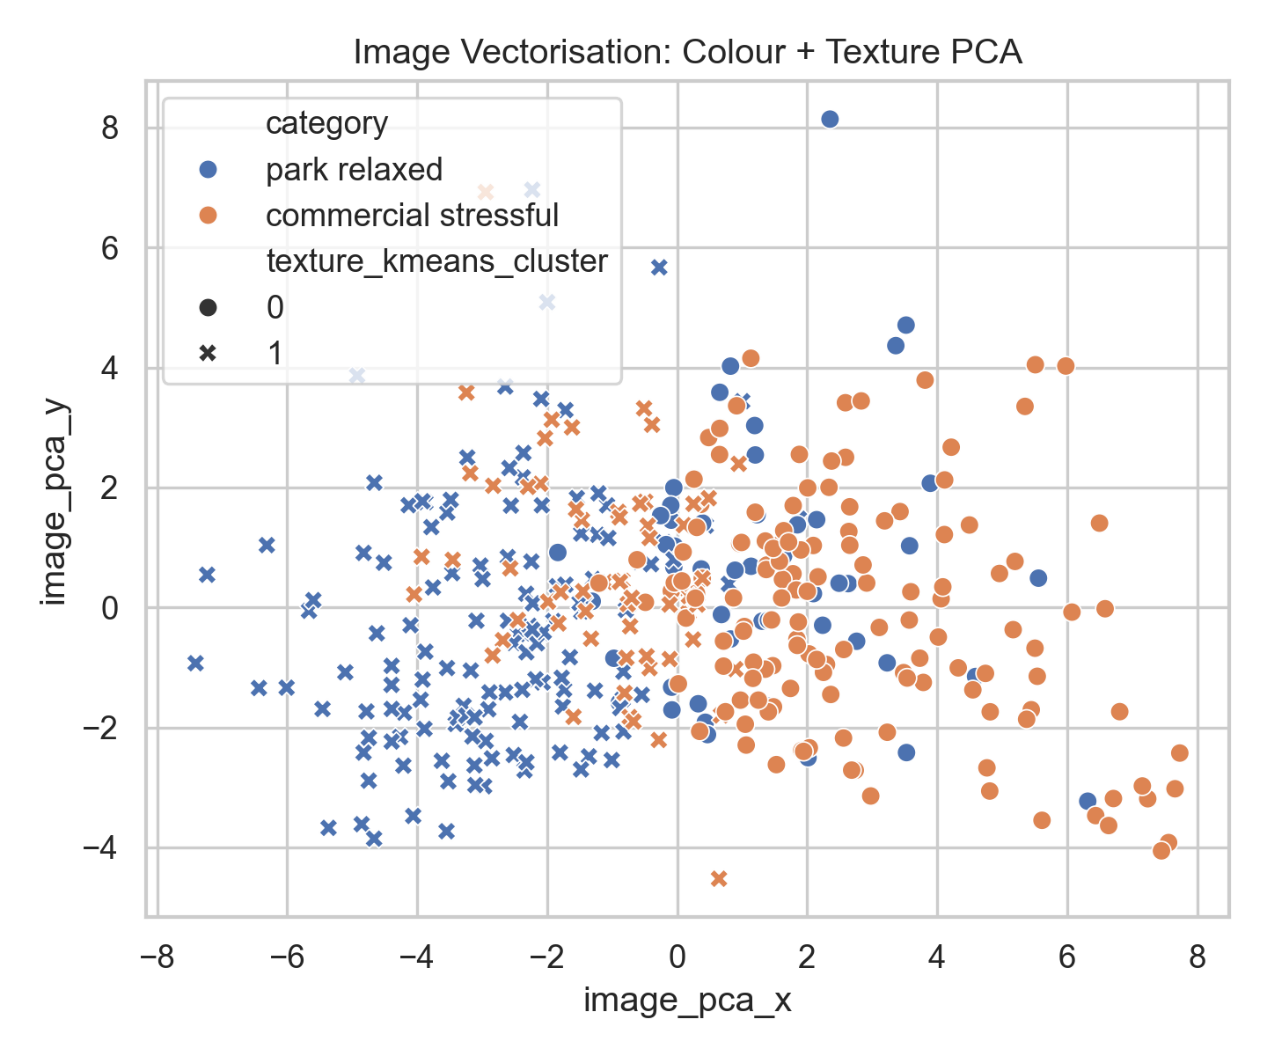 Image Vectorisation: Colour + Texture PCA
category
park relaxed
commercial stressful
texture_kmeans_cluster
0
1
8
6
4
2
0
−2
−4
image_pca_y
−8 −6 −4 −2 0 2 4 6 8
image_pca_x